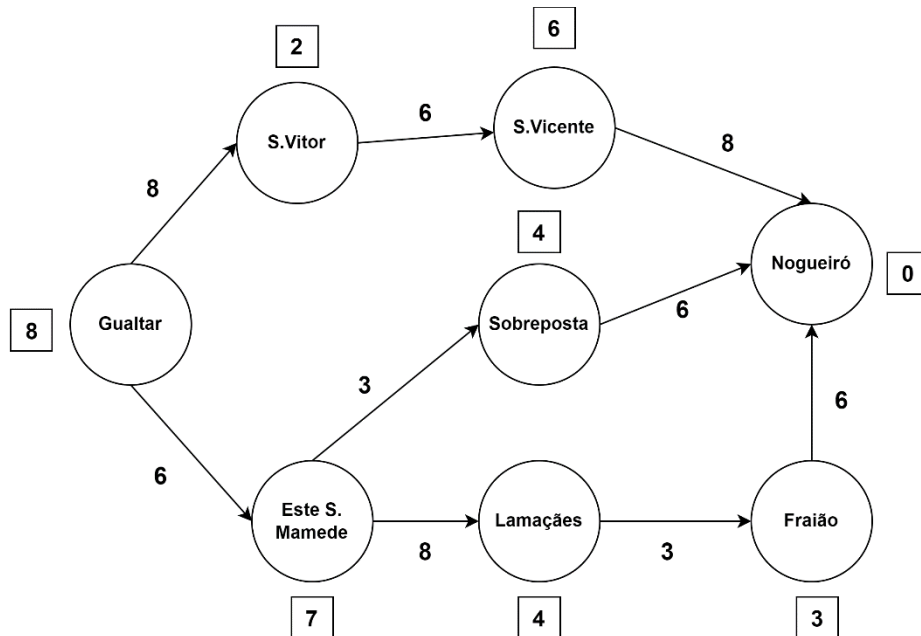 6
2
6
S.Vitor
S.Vicente
8
8
4
Nogueiró
0
Gualtar
8
Sobreposta
6
3
6
6
Este S.
Mamede
Lamações
Fraião
8
3
7
4
3